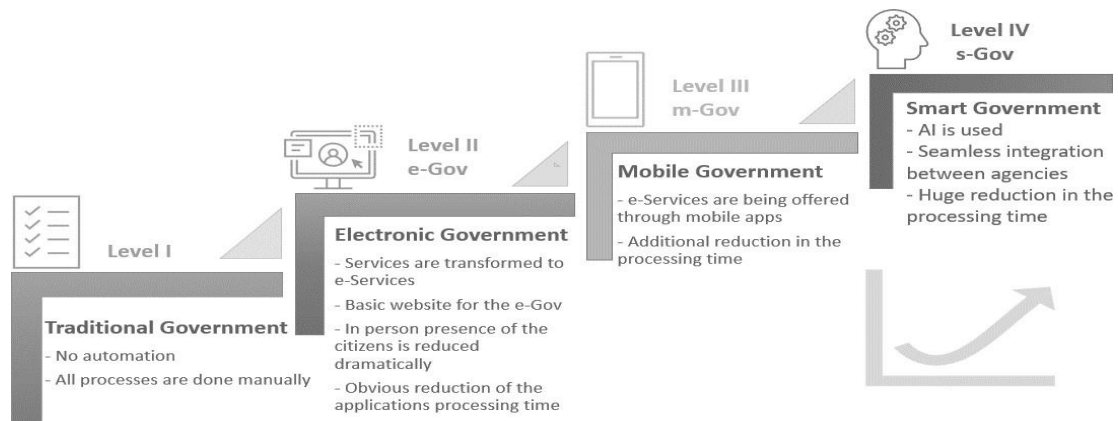 Level I
Traditional Government
- No automation
- All processes are done manually
Level II
e-Gov
Electronic Government
- Services are transformed to
e-Services
- Basic website for the e-Gov
- In person presence of the
citizens is reduced
dramatically
- Obvious reduction of the
applications processing time
Level III
m-Gov
Mobile Government
- e-Services are being offered
through mobile apps
- Additional reduction in the
processing time
Level IV
s-Gov
Smart Government
- AI is used
- Seamless integration
between agencies
- Huge reduction in the
processing time